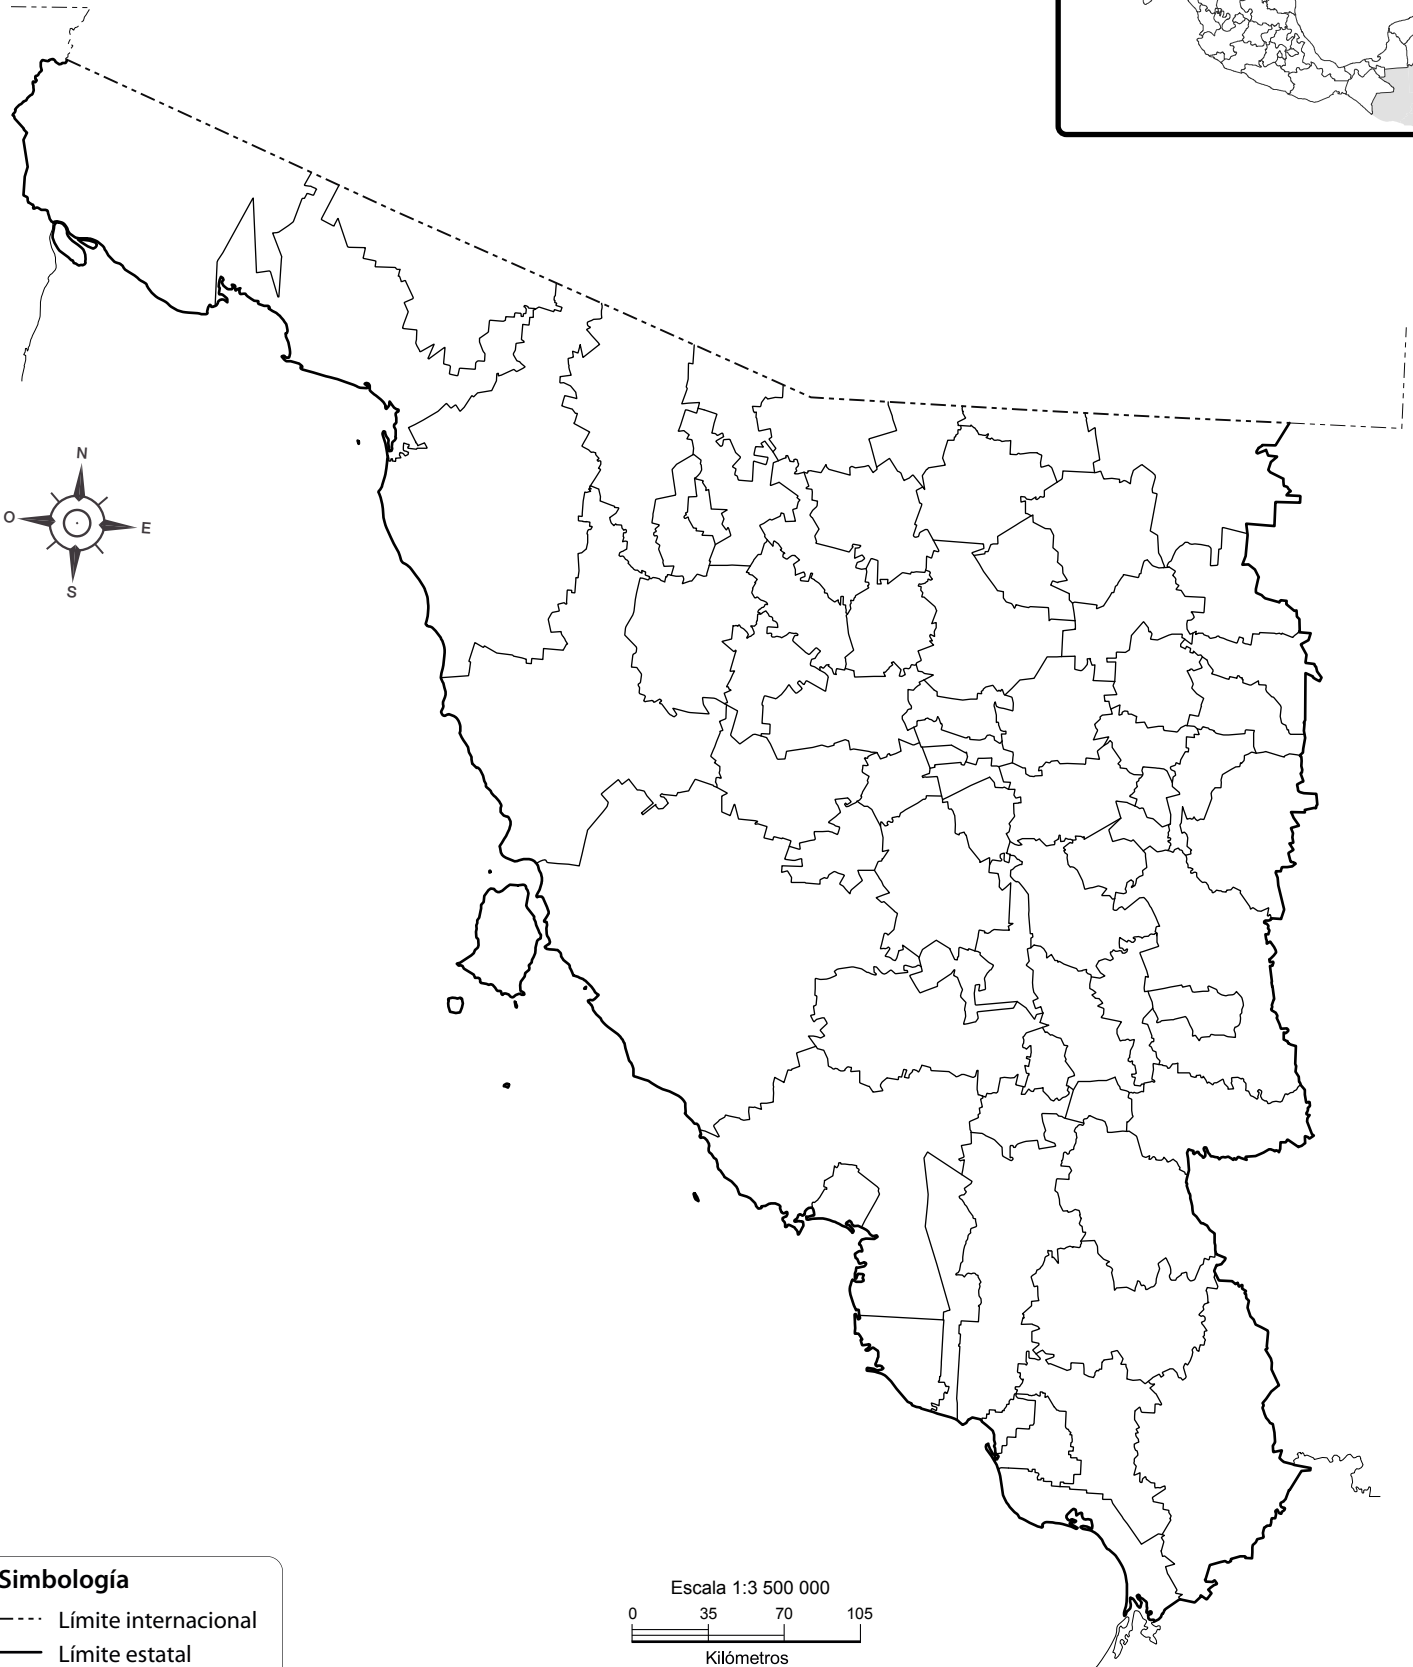 N
O
E
S
Simbología
Límite internacional
Límite estatal
Escala 1:3 500 000
0 35 70 105
Kilómetros